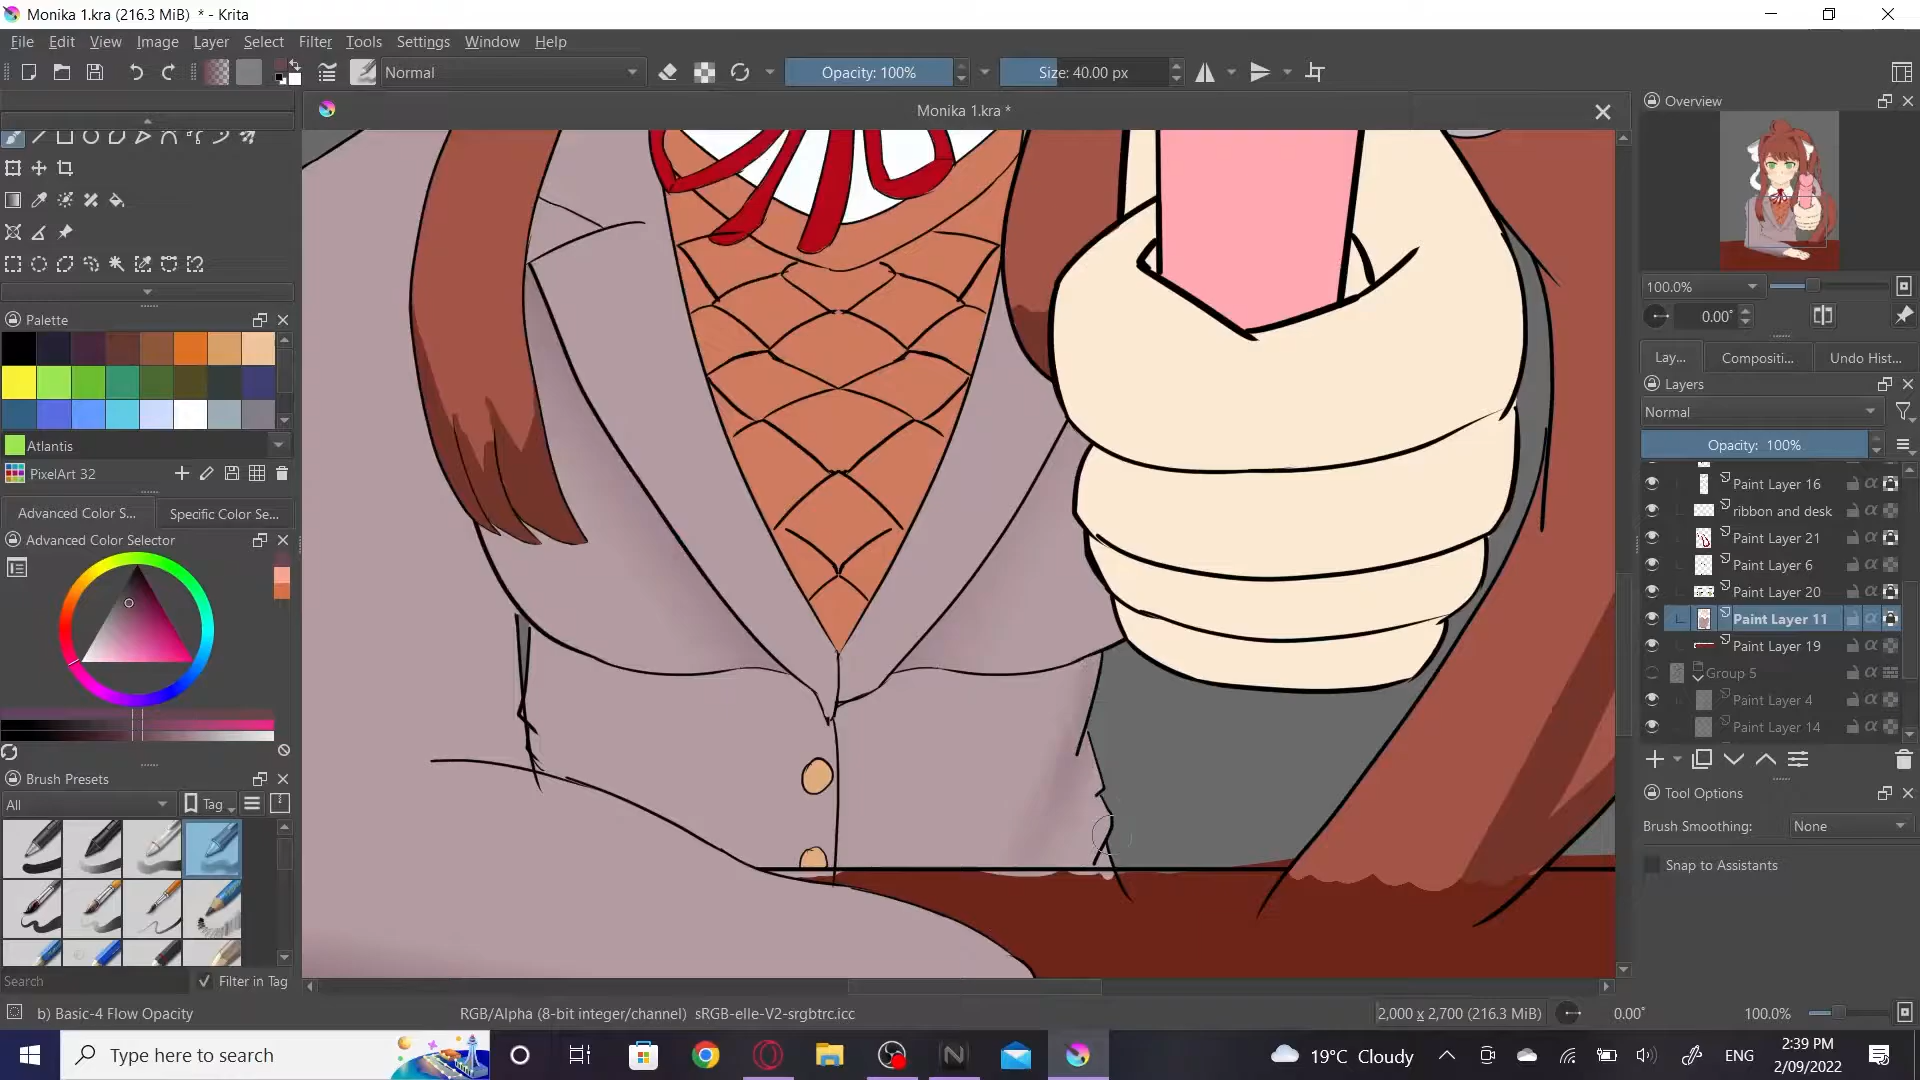 Monika 1.kra (216.3 MiB) * - Krita
File Edit View Image Layer Select Filter Tools Settings Window Help
Normal
Opacity: 100%
Size: 40.00 px
Monika 1.kra *
Overview
100.0%
0.00°
Palette
Atlantis
PixelArt 32
Advanced Color S...
Specific Color Se...
Advanced Color Selector
Brush Presets
All
Tag
Search
Filter in Tag
Lay...
Compositi...
Undo Hist...
Layers
Normal
Opacity: 100%
Paint Layer 16
ribbon and desk
Paint Layer 21
Paint Layer 6
Paint Layer 20
Paint Layer 11
Paint Layer 19
Group 5
Paint Layer 4
Paint Layer 14
Tool Options
Brush Smoothing:
None
Snap to Assistants
b) Basic-4 Flow Opacity
RGB/Alpha (8-bit integer/channel) sRGB-elle-V2-srgbtrc.icc
2,000 x 2,700 (216.3 MiB)
0.00°
100.0%
Type here to search
19°C Cloudy
ENG
2:39 PM
2/09/2022